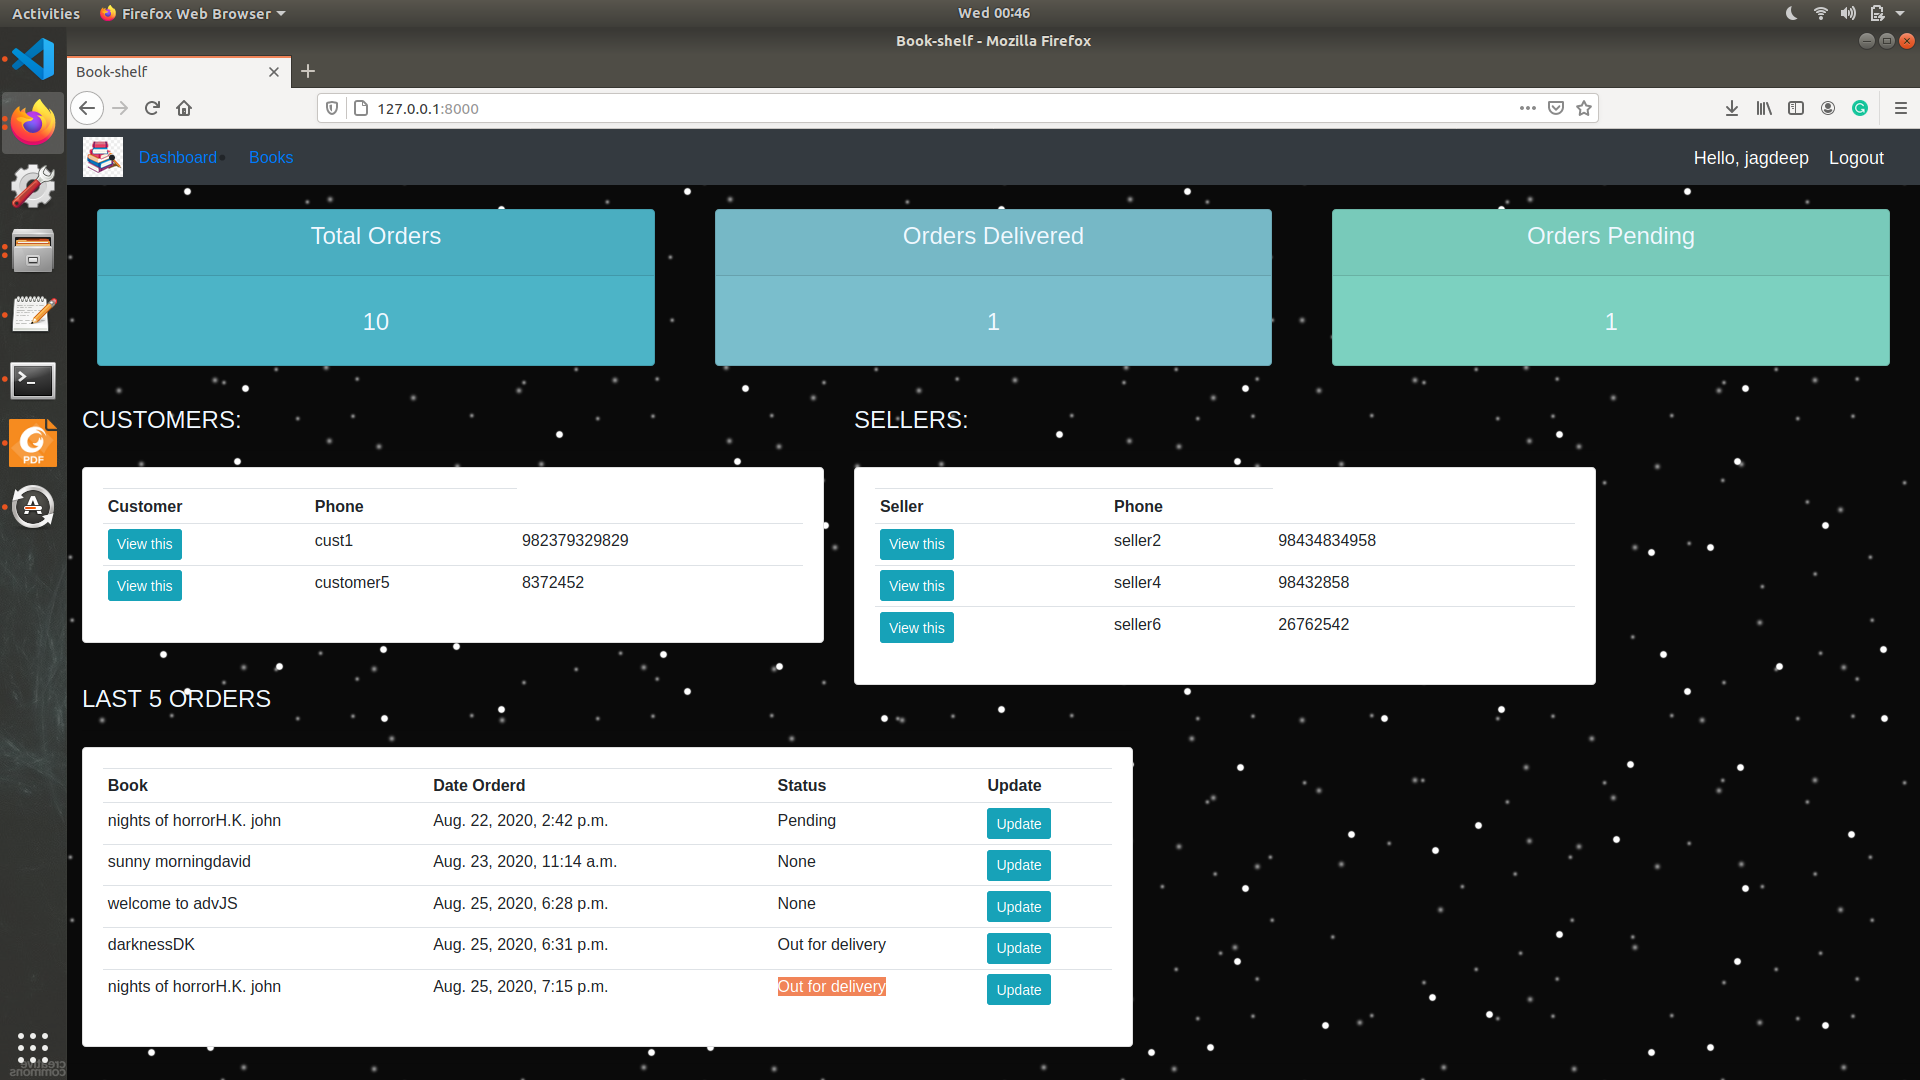 Activities Firefox Web Browser Wed 00:46
Book-shelf - Mozilla Firefox
Book-shelf
127.0.0.1:8000
Dashboard Books Hello, jagdeep Logout
Total Orders Orders Delivered Orders Pending
10 1 1
CUSTOMERS: SELLERS:
Customer Phone Seller Phone
View this cust1 982379329829 View this seller2 98434834958
View this customer5 8372452 View this seller4 98432858
View this seller6 26762542
LAST 5 ORDERS
Book Date Orderd Status Update
nights of horrorH.K. john Aug. 22, 2020, 2:42 p.m. Pending Update
sunny morningdavid Aug. 23, 2020, 11:14 a.m. None Update
welcome to advJS Aug. 25, 2020, 6:28 p.m. None Update
darknessDK Aug. 25, 2020, 6:31 p.m. Out for delivery Update
nights of horrorH.K. john Aug. 25, 2020, 7:15 p.m. Out for delivery Update
PDF
A
creative
commons